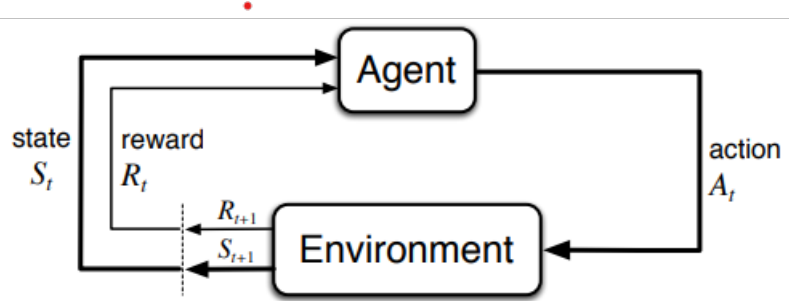 Agent
state
S_t
reward
R_t
action
A_t
R_{t+1}
S_{t+1}
Environment